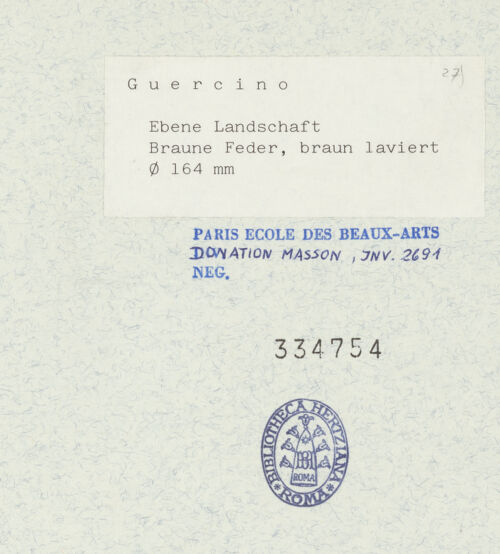 Guercino
27)
Ebene Landschaft
Braune Feder, braun laviert
Ø 164 mm
PARIS ECOLE DES BEAUX-ARTS
DONATION MASSON, INV. 2691
NEG.
334754
BIBLIOTHECA HERTZIANA
BH
ROMA
* ROMA *